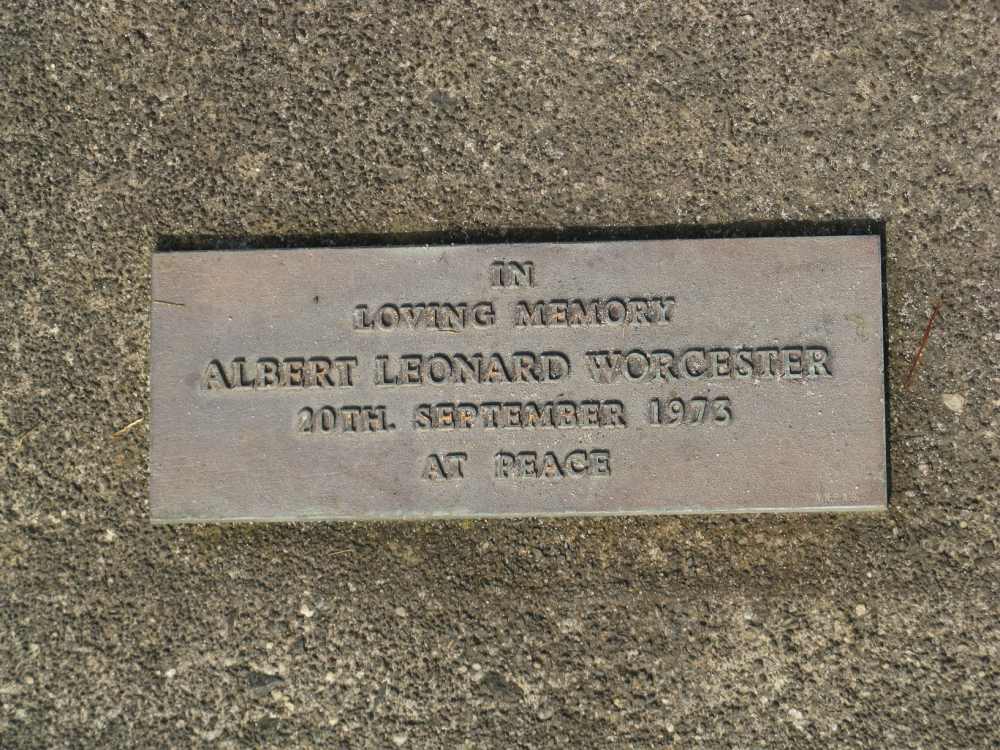 IN
LOVING MEMORY
ALBERT LEONARD WORCESTER
20TH. SEPTEMBER 1973
AT PEACE